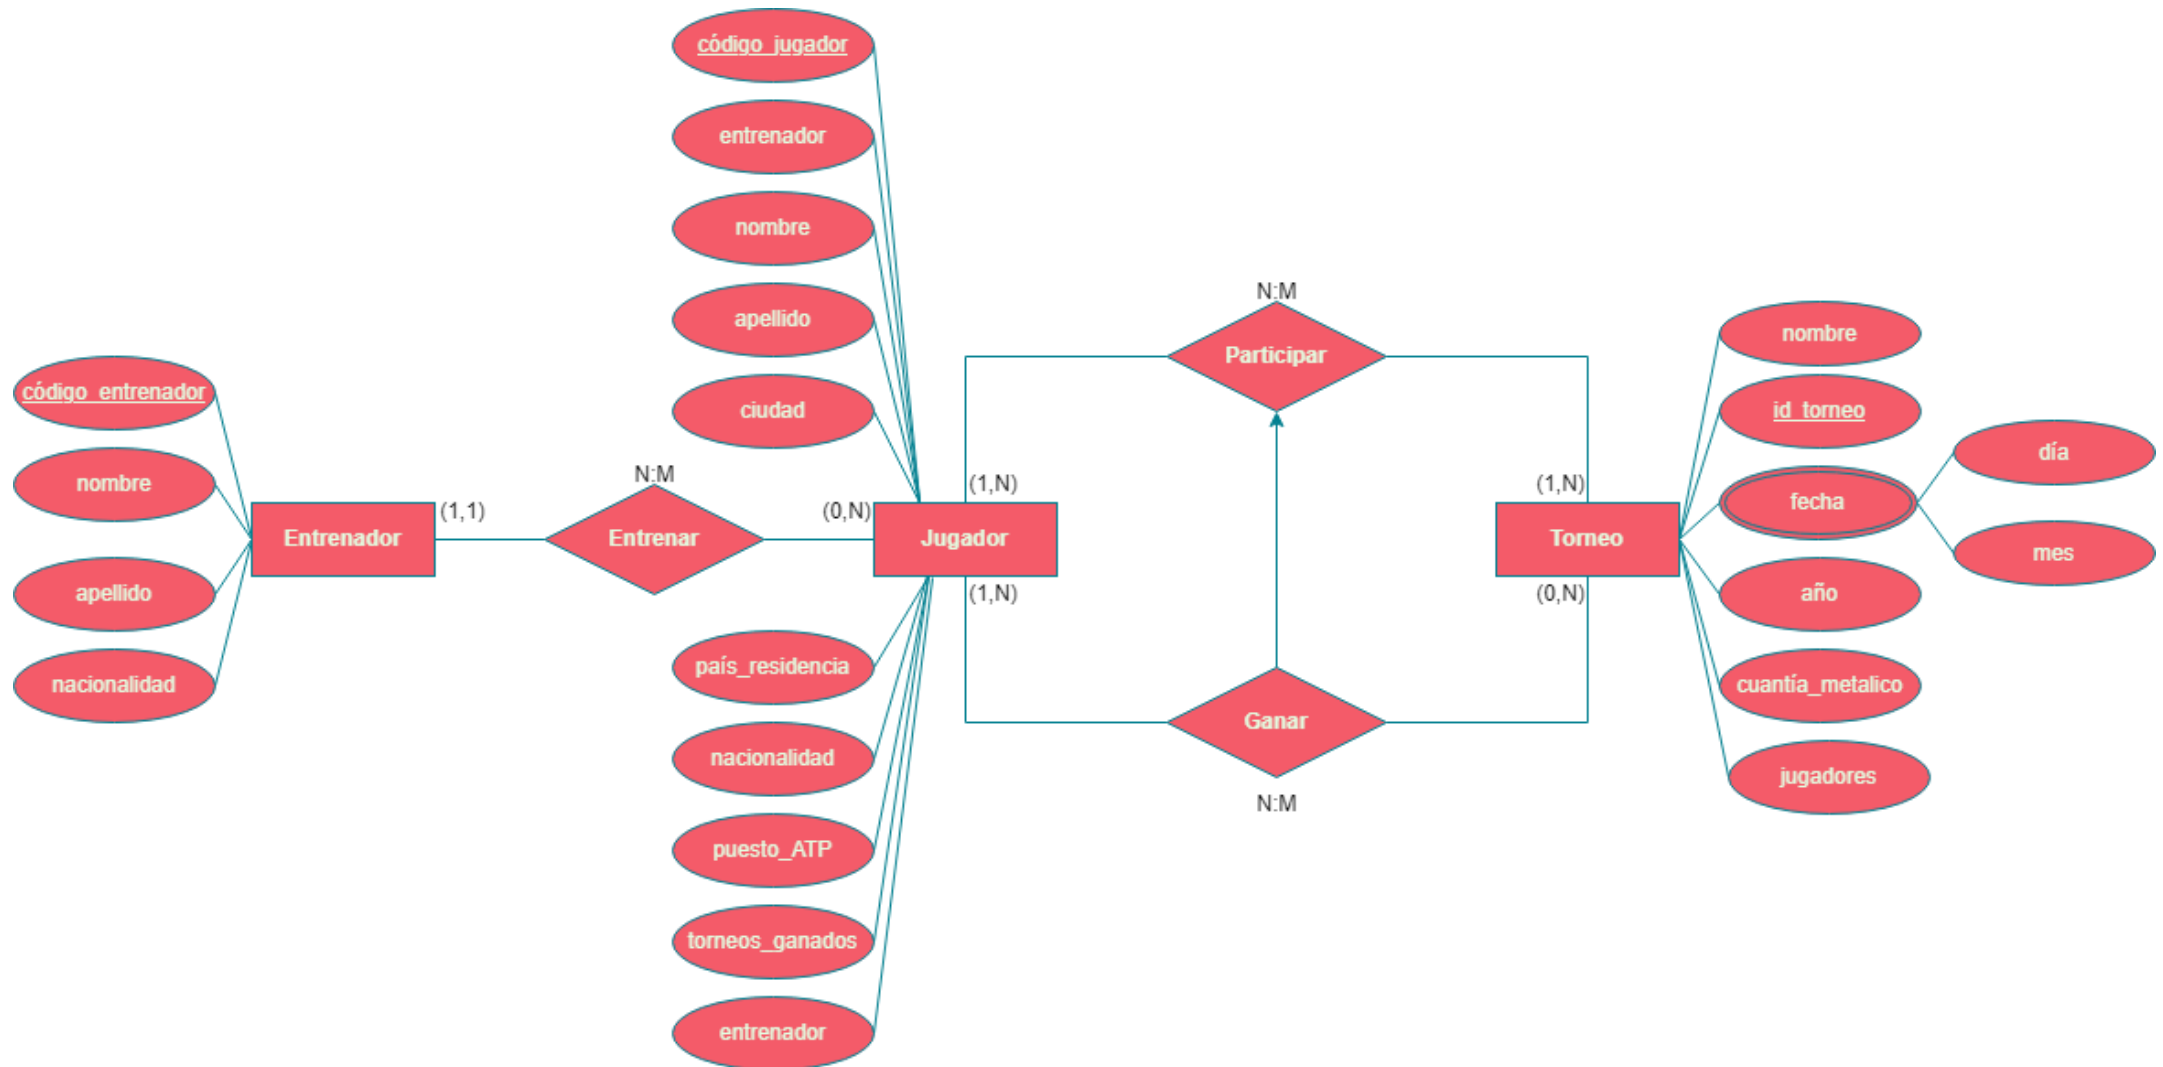 código_jugador
entrenador
nombre
apellido
ciudad
código_entrenador
nombre
apellido
nacionalidad
Entrenador
(1,1)
N:M
Entrenar
(0,N)
Jugador
(1,N)
(1,N)
país_residencia
nacionalidad
puesto_ATP
torneos_ganados
entrenador
N:M
Participar
Ganar
N:M
(1,N)
Torneo
(0,N)
nombre
id_torneo
fecha
día
mes
año
cuantía_metalico
jugadores